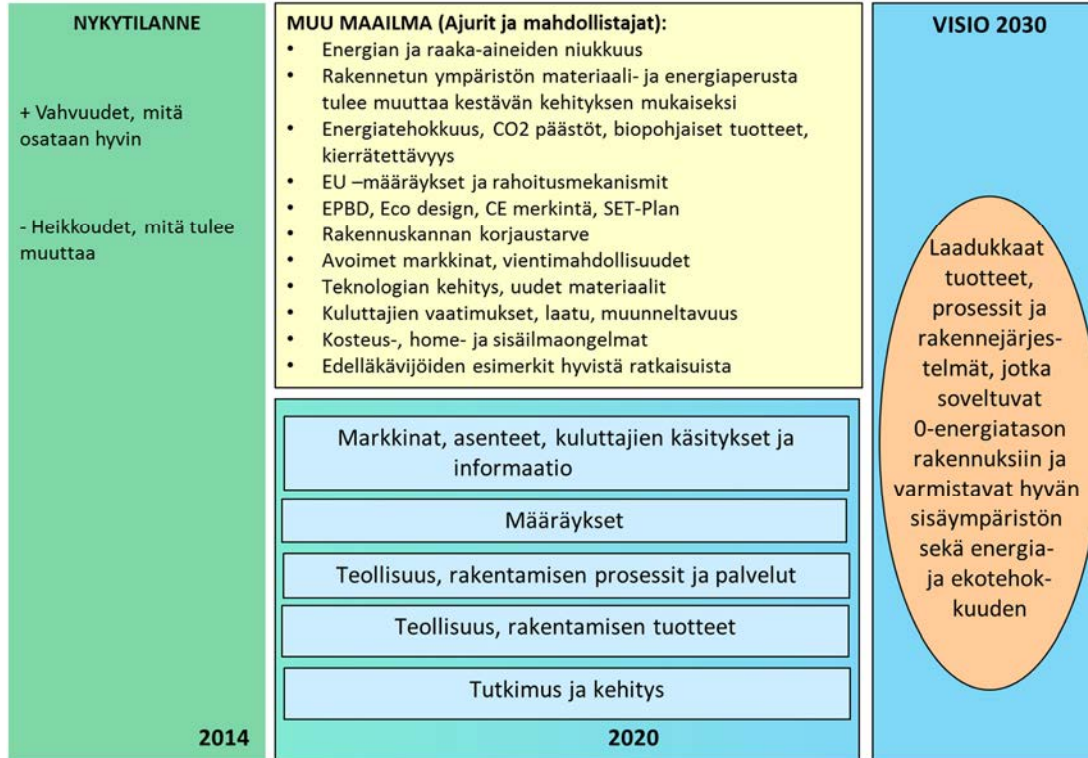 NYKYTILANNE
+ Vahvuudet, mitä
osataan hyvin
- Heikkoudet, mitä tulee
muuttaa
2014
MUU MAAILMA (Ajurit ja mahdollistajat):
• Energian ja raaka-aineiden niukkuus
• Rakennetun ympäristön materiaali- ja energiaperusta
tulee muuttaa kestävän kehityksen mukaiseksi
• Energiatehokkuus, CO2 päästöt, biopohjaiset tuotteet,
kierrätettävyys
• EU –määräykset ja rahoitusmekanismit
• EPBD, Eco design, CE merkintä, SET-Plan
• Rakennuskannan korjaustarve
• Avoimet markkinat, vientimahdollisuudet
• Teknologian kehitys, uudet materiaalit
• Kuluttajien vaatimukset, laatu, muunneltavuus
• Kosteus-, home- ja sisäilmaongelmat
• Edelläkävijöiden esimerkit hyvistä ratkaisuista
Markkinat, asenteet, kuluttajien käsitykset ja
informaatio
Määräykset
Teollisuus, rakentamisen prosessit ja palvelut
Teollisuus, rakentamisen tuotteet
Tutkimus ja kehitys
2020
VISIO 2030
Laadukkaat
tuotteet,
prosessit ja
rakennejärjes-
telmät, jotka
soveltuvat
0-energiatason
rakennuksiin ja
varmistavat hyvän
sisäympäristön
sekä energia-
ja ekotehok-
kuuden